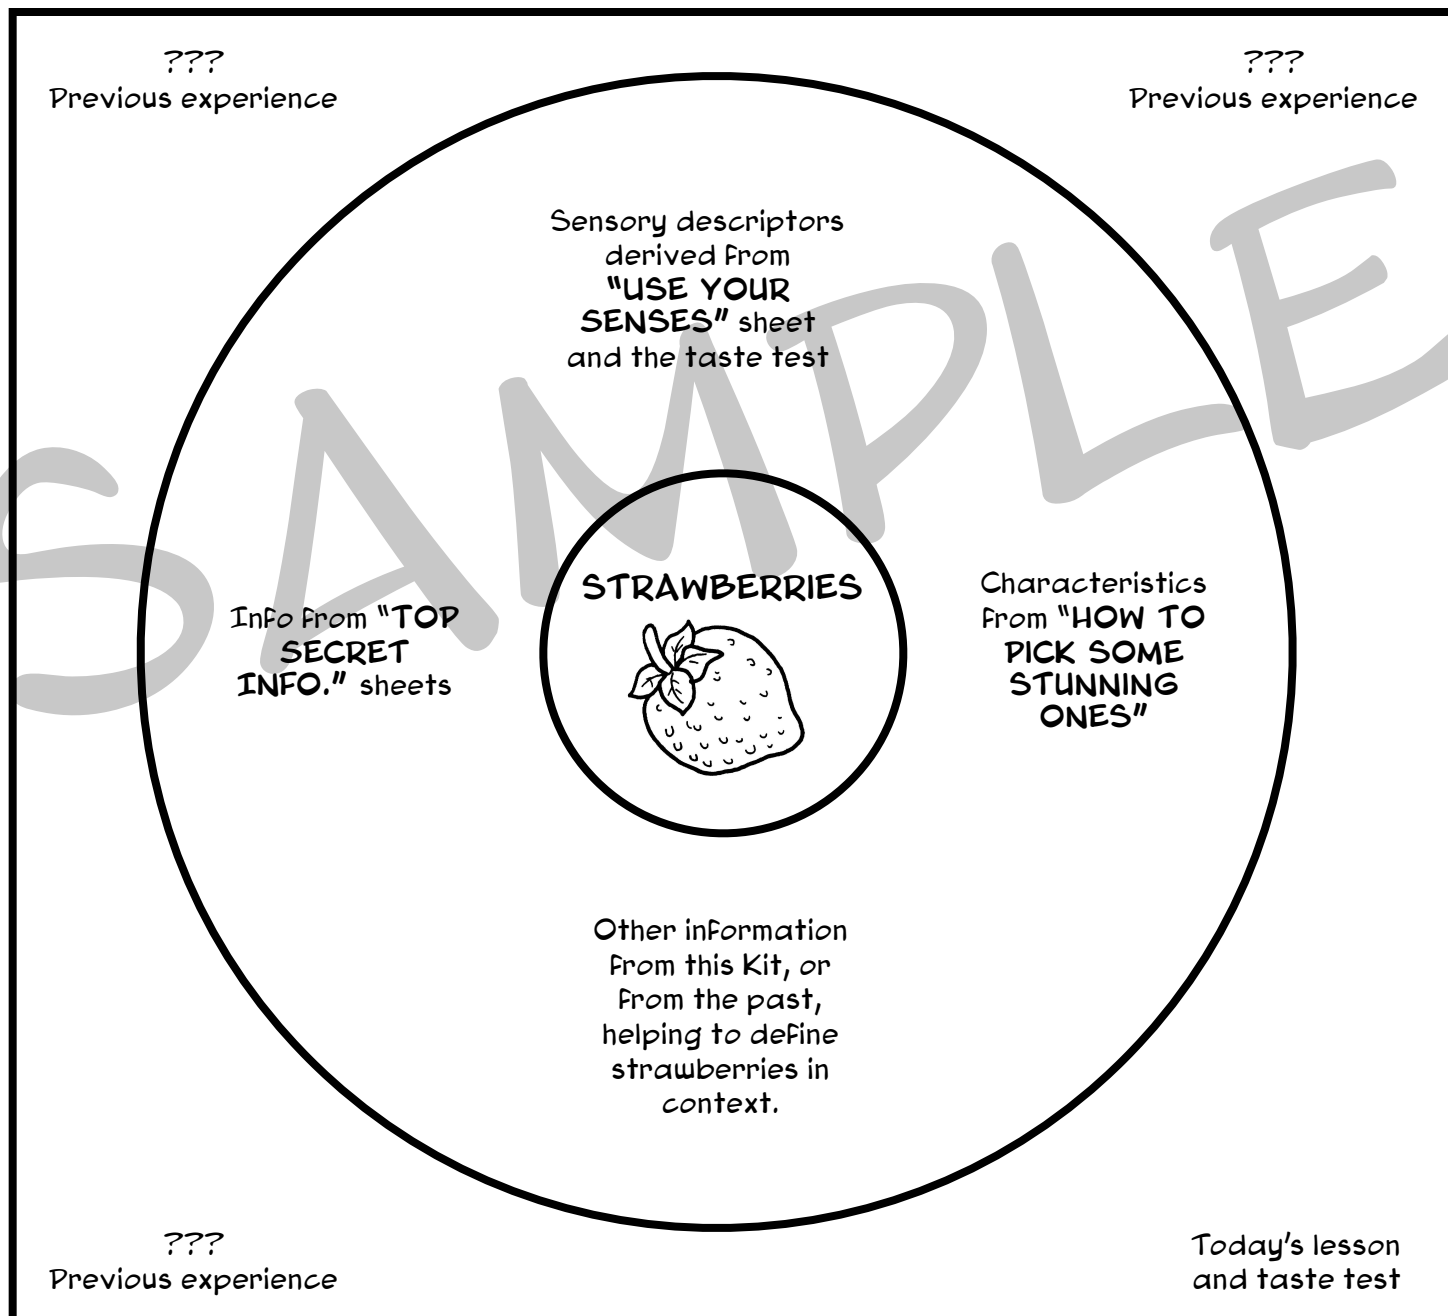 ???
Previous experience
???
Previous experience
Sensory descriptors
derived from
"USE YOUR
SENSES" sheet
and the taste test
SAMPLE
STRAWBERRIES
Info from "TOP
SECRET
INFO." sheets
Characteristics
from "HOW TO
PICK SOME
STUNNING
ONES"
Other information
from this Kit, or
from the past,
helping to define
strawberries in
context.
???
Previous experience
Today's lesson
and taste test